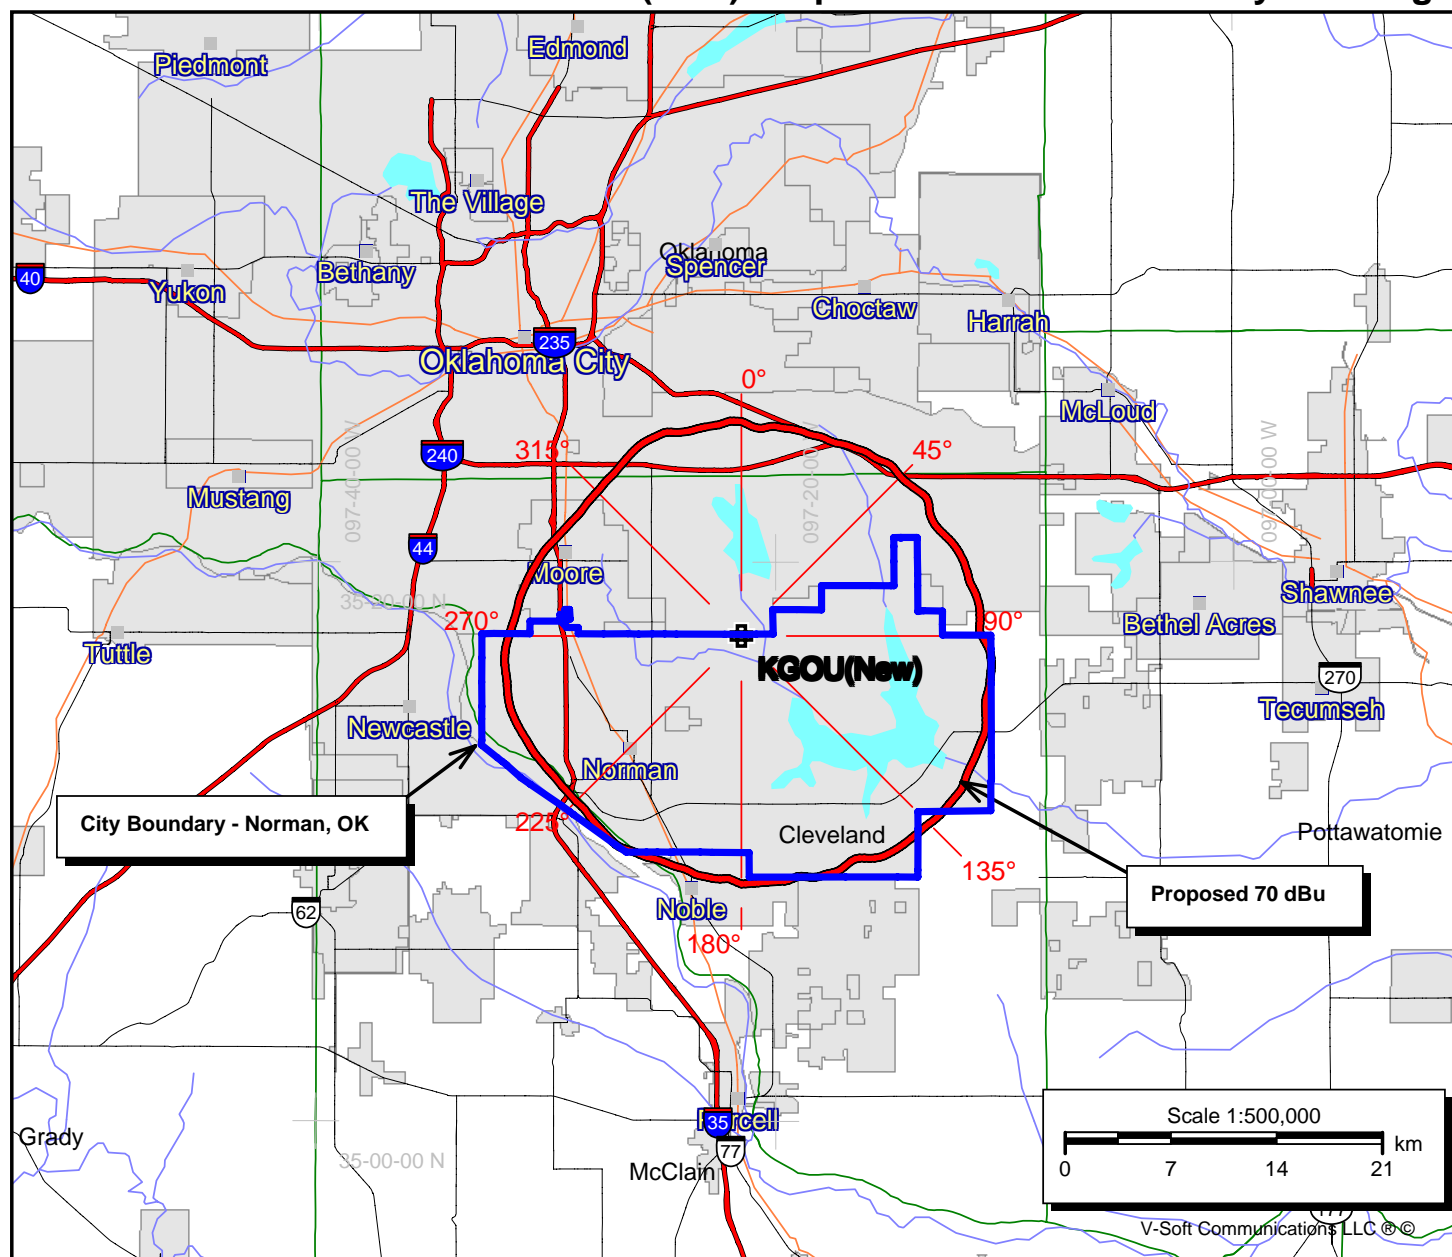 Edmond
Piedmont
The Village
Oklahoma
Spencer
Bethany
40
Yukon
Choctaw
Harrah
235
Oklahoma City
0°
McLoud
315°
45°
240
Mustang
097-40-00 W
097-20-00 W
44
Moore
Shawnee
35-20-00 N
270°
90°
Bethel Acres
Tuttle
KGOU(New)
270
Newcastle
Tecumseh
Norman
City Boundary - Norman, OK
225°
Cleveland
Pottawatomie
135°
Proposed 70 dBu
62
Noble
180°
Scale 1:500,000
km
0 7 14 21
35
77
Grady
35-00-00 N
McClain
V-Soft Communications LLC ® ©